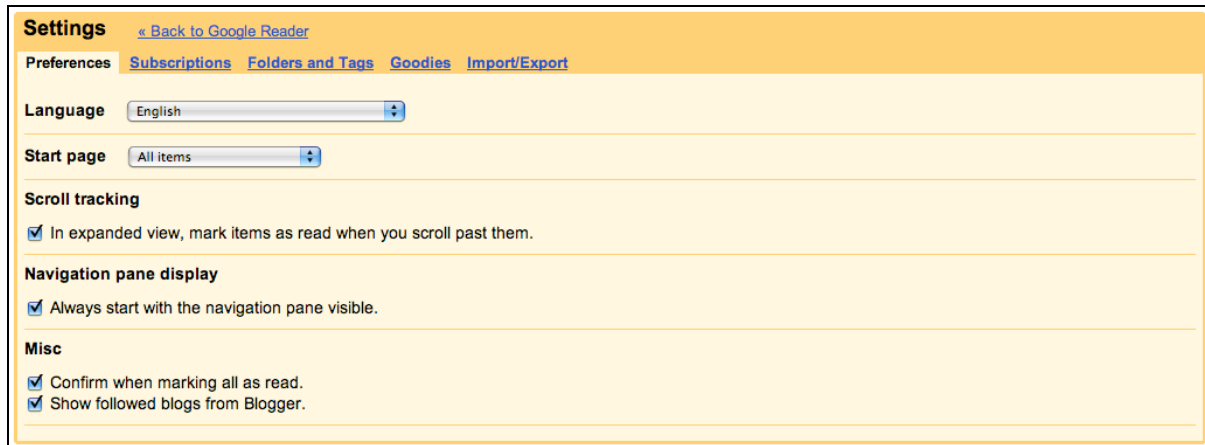 Settings « Back to Google Reader
Preferences Subscriptions Folders and Tags Goodies Import/Export
Language English
Start page All items
Scroll tracking
In expanded view, mark items as read when you scroll past them.
Navigation pane display
Always start with the navigation pane visible.
Misc
Confirm when marking all as read.
Show followed blogs from Blogger.